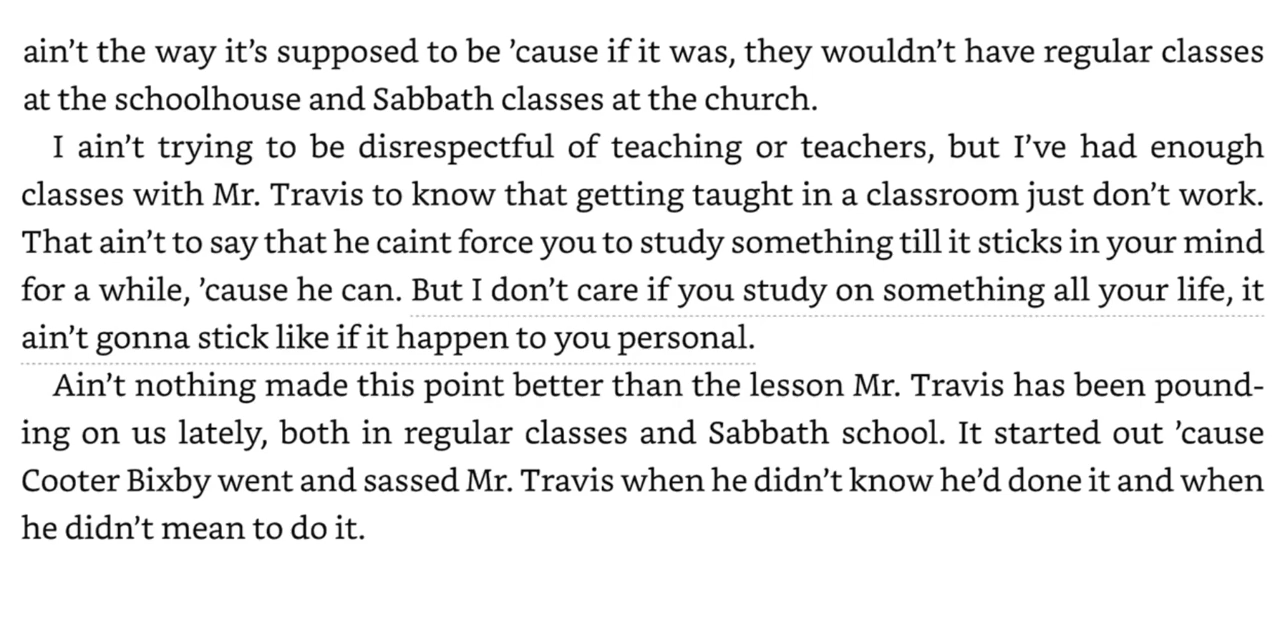 ain’t the way it’s supposed to be ’cause if it was, they wouldn’t have regular classes
at the schoolhouse and Sabbath classes at the church.
I ain’t trying to be disrespectful of teaching or teachers, but I’ve had enough
classes with Mr. Travis to know that getting taught in a classroom just don’t work.
That ain’t to say that he caint force you to study something till it sticks in your mind
for a while, ’cause he can. But I don’t care if you study on something all your life, it
ain’t gonna stick like if it happen to you personal.
Ain’t nothing made this point better than the lesson Mr. Travis has been pound-
ing on us lately, both in regular classes and Sabbath school. It started out ’cause
Cooter Bixby went and sassed Mr. Travis when he didn’t know he’d done it and when
he didn’t mean to do it.